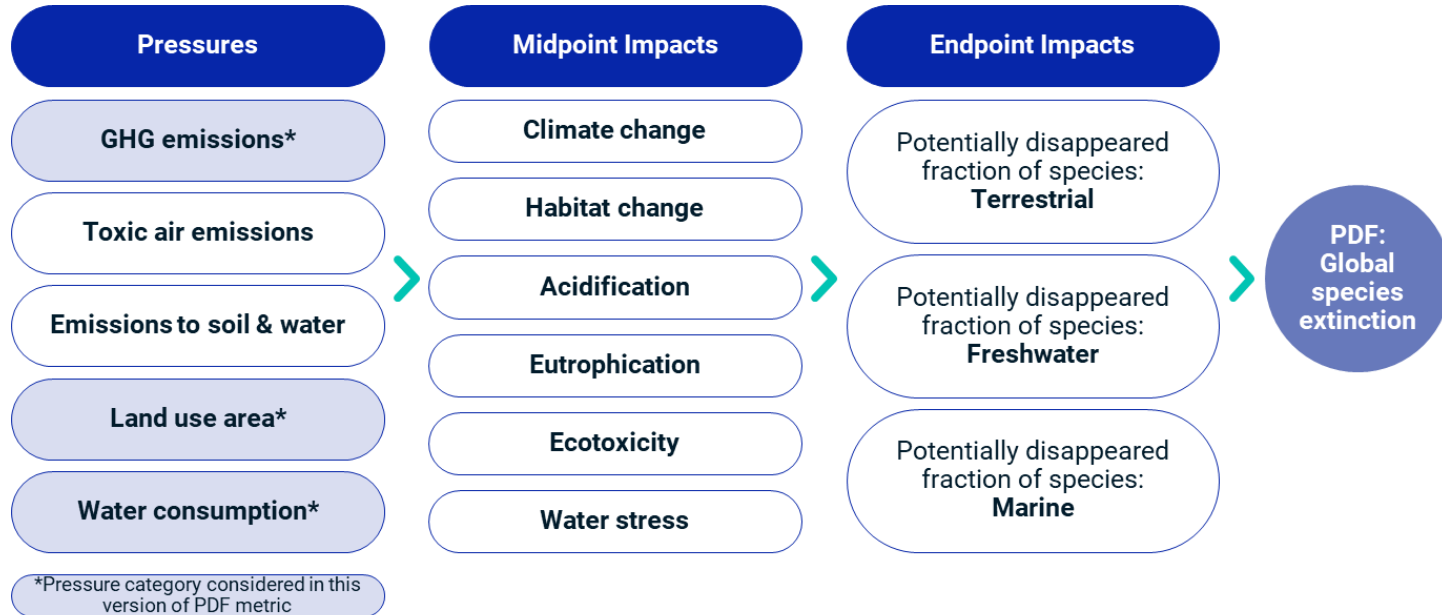 Pressures
GHG emissions*
Toxic air emissions
Emissions to soil & water
Land use area*
Water consumption*
*Pressure category considered in this
version of PDF metric
Midpoint Impacts
Climate change
Habitat change
Acidification
Eutrophication
Ecotoxicity
Water stress
Endpoint Impacts
Potentially disappeared
fraction of species:
Terrestrial
Potentially disappeared
fraction of species:
Freshwater
Potentially disappeared
fraction of species:
Marine
PDF:
Global
species
extinction